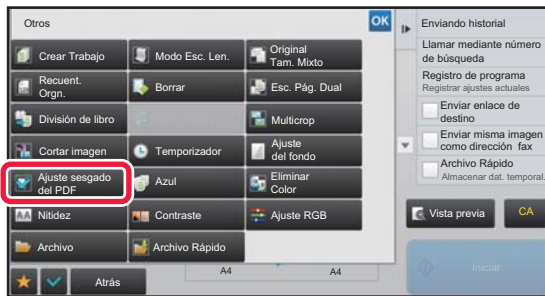 Otros
OK
Crear Trabajo
Modo Esc. Len.
Original
Tam. Mixto
Recuent.
Orgn.
Borrar
Esc. Pág. Dual
División de libro
Multicrop
Cortar imagen
Temporizador
Ajuste
del fondo
Ajuste sesgado
del PDF
Azul
Eliminar
Color
AA
Nitidez
Contraste
Ajuste RGB
Archivo
Archivo Rápido
Atrás
A4
A4
Enviando historial
Llamar mediante número
de búsqueda
Registro de programa
Registrar ajustes actuales
Enviar enlace de
destino
Enviar misma imagen
como dirección fax
Archivo Rápido
Almacenar dat. temporal.
Vista previa
CA
Iniciar